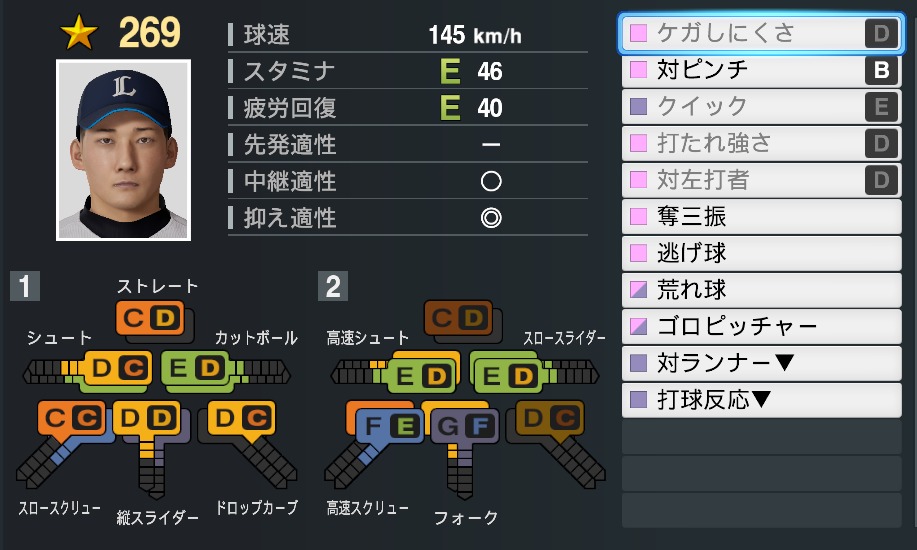 269
球速 145 km/h
スタミナ E 46
疲労回復 E 40
先発適性 ー
中継適性 ○
抑え適性 ◎
L
1
ストレート
C D
シュート
D C
カットボール
E D
C C
D D
D C
スロースクリュー
縦スライダー
ドロップカーブ
2
C D
高速シュート
E D
スロースライダー
E D
F E
G F
D C
高速スクリュー
フォーク
ケガしにくさ D
対ピンチ B
クイック E
打たれ強さ D
対左打者 D
奪三振
逃げ球
荒れ球
ゴロピッチャー
対ランナー▼
打球反応▼